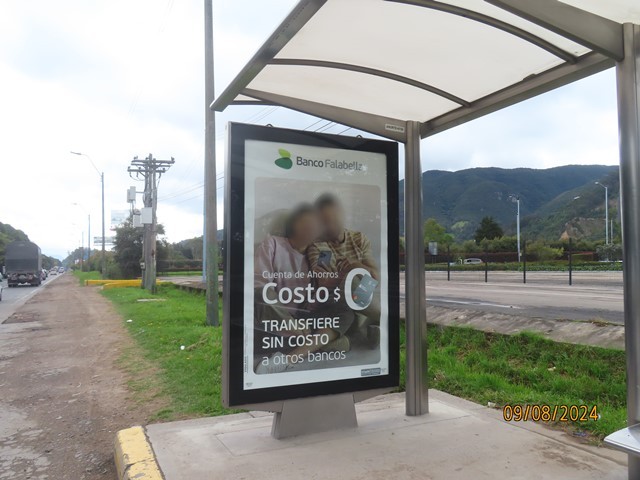 Banco Falabella
Cuenta de Ahorros
Costo $ 0
TRANSFIERE
SIN COSTO
a otros bancos
09/08/2024